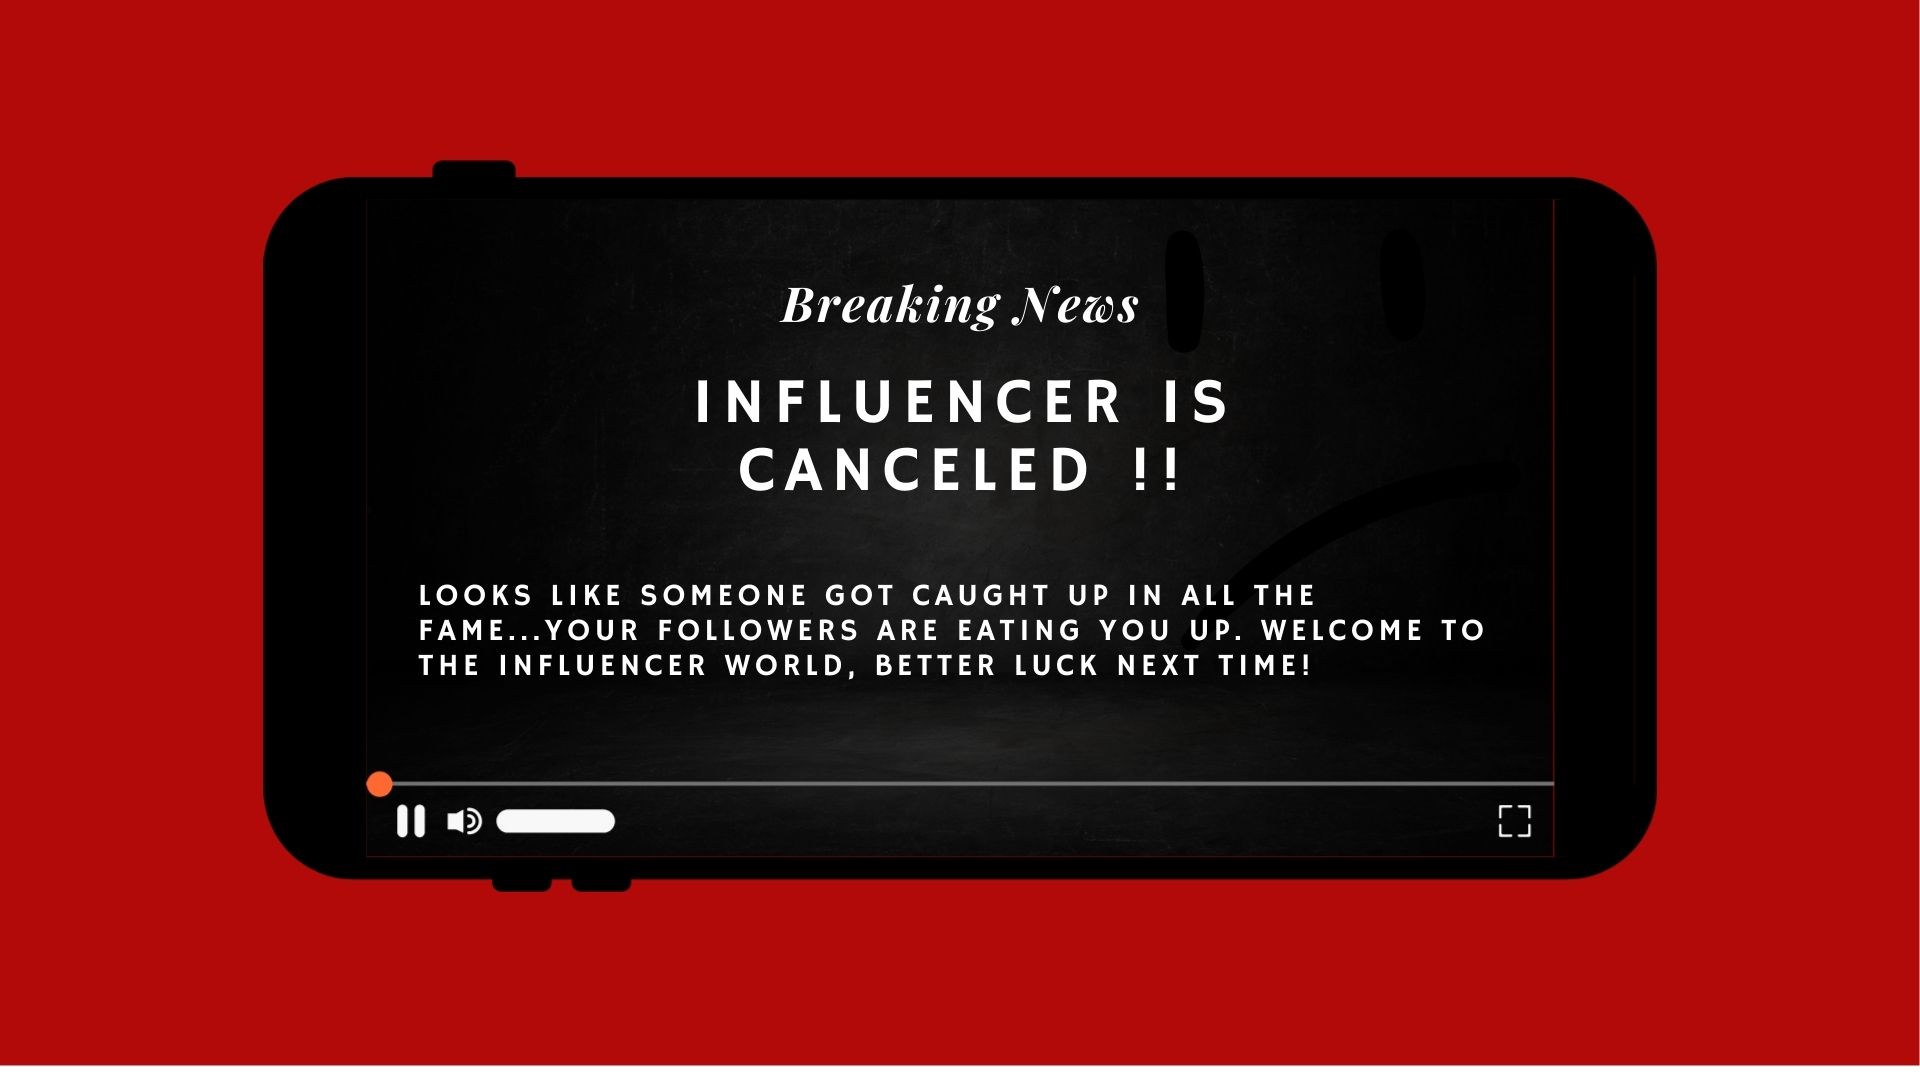 Breaking News
INFLUENCER IS
CANCELED !!
LOOKS LIKE SOMEONE GOT CAUGHT UP IN ALL THE
FAME...YOUR FOLLOWERS ARE EATING YOU UP. WELCOME TO
THE INFLUENCER WORLD, BETTER LUCK NEXT TIME!